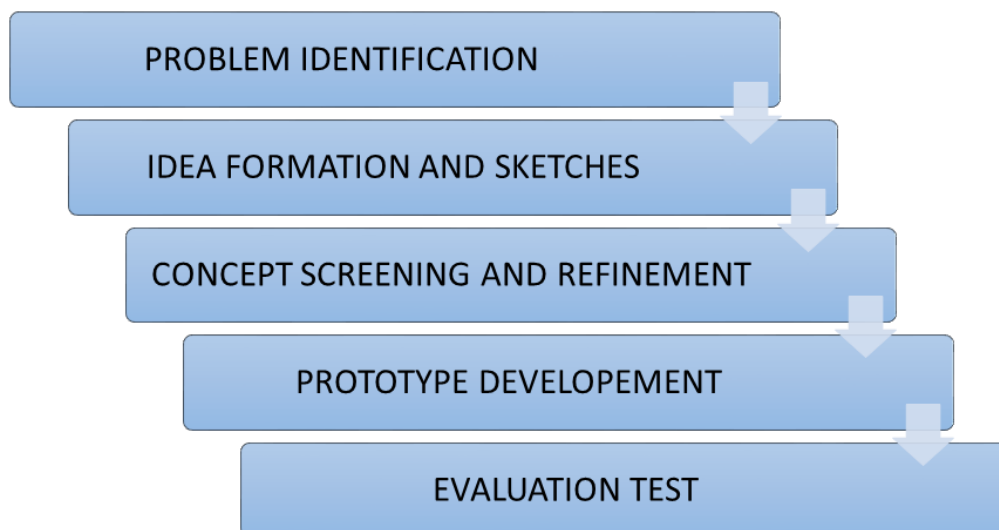 PROBLEM IDENTIFICATION
IDEA FORMATION AND SKETCHES
CONCEPT SCREENING AND REFINEMENT
PROTOTYPE DEVELOPEMENT
EVALUATION TEST